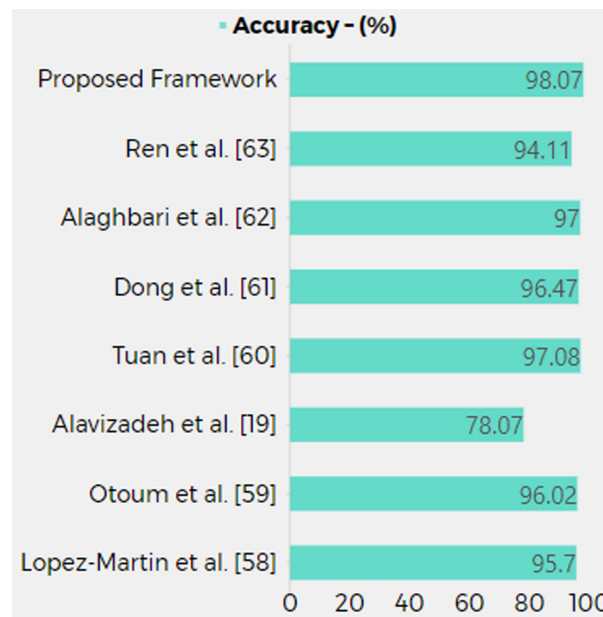 Accuracy - (%)
Proposed Framework 98.07
Ren et al. [63] 94.11
Alaghbari et al. [62] 97
Dong et al. [61] 96.47
Tuan et al. [60] 97.08
Alavizadeh et al. [19] 78.07
Otoum et al. [59] 96.02
Lopez-Martin et al. [58] 95.7
0 20 40 60 80 100